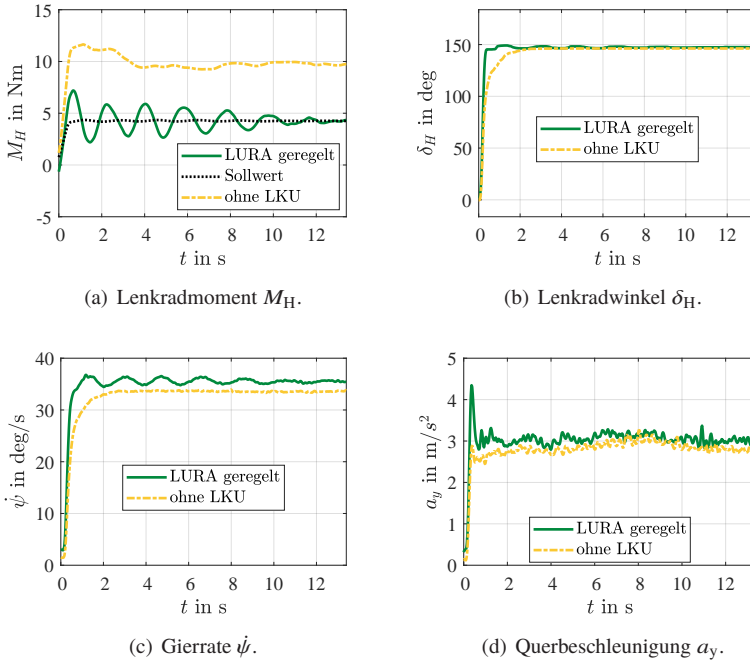 15
10
5
0
-5
M_H in Nm
LURA geregelt
Sollwert
ohne LKU
0 2 4 6 8 10 12
t in s
(a) Lenkradmoment M_H.
150
100
50
0
δ_H in deg
LURA geregelt
ohne LKU
0 2 4 6 8 10 12
t in s
(b) Lenkradwinkel δ_H.
40
30
20
10
0
ψ̇ in deg/s
LURA geregelt
ohne LKU
0 2 4 6 8 10 12
t in s
(c) Gierrate ψ̇.
5
4
3
2
1
0
a_y in m/s²
LURA geregelt
ohne LKU
0 2 4 6 8 10 12
t in s
(d) Querbeschleunigung a_y.